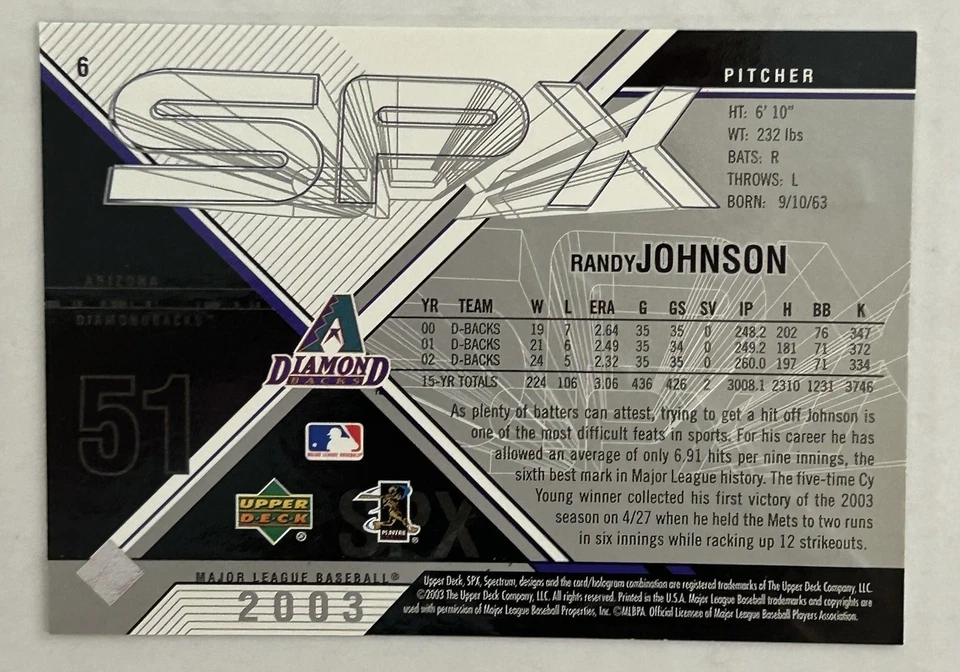 6
SPX
PITCHER
HT: 6' 10"
WT: 232 lbs
BATS: R
THROWS: L
BORN: 9/10/63
RANDY JOHNSON
YR TEAM W L ERA G GS SV IP H BB K
00 D-BACKS 19 7 2.64 35 35 0 248.2 202 76 347
01 D-BACKS 21 6 2.49 35 34 0 249.2 181 71 372
02 D-BACKS 24 5 2.32 35 35 0 260.0 197 71 334
15-YR TOTALS 224 106 3.06 436 426 2 3008.1 2310 1231 3746
As plenty of batters can attest, trying to get a hit off Johnson is
one of the most difficult feats in sports. For his career he has
allowed an average of only 6.91 hits per nine innings, the
sixth best mark in Major League history. The five-time Cy
Young winner collected his first victory of the 2003
season on 4/27 when he held the Mets to two runs
in six innings while racking up 12 strikeouts.
ARIZONA
DIAMONDBACKS™
51
A
DIAMOND
BACKS
MAJOR LEAGUE BASEBALL
UPPER
DECK
®
PLAYERS
®
SPX
MAJOR LEAGUE BASEBALL®
2003
Upper Deck, SPX, Spectrum, designs and the card/hologram combination are registered trademarks of The Upper Deck Company, LLC.
©2003 The Upper Deck Company, LLC. All rights reserved. Printed in the U.S.A. Major League Baseball trademarks and copyrights are
used with permission of Major League Baseball Properties, Inc. ©MLBPA Official Licensee of Major League Baseball Players Association.